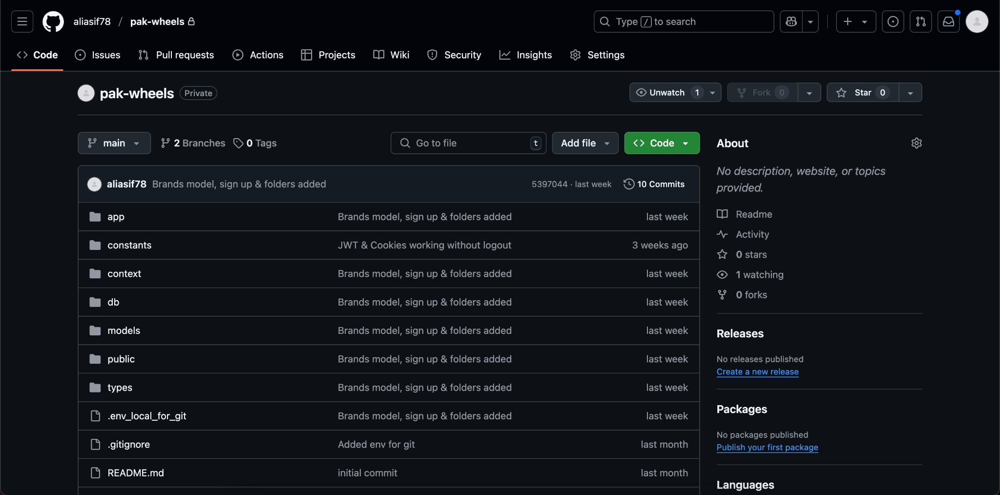 aliasif78 / pak-wheels
Type / to search
Code Issues Pull requests Actions Projects Wiki Security Insights Settings
pak-wheels Private
Unwatch 1 Fork 0 Star 0
main 2 Branches 0 Tags
Go to file t Add file Code
aliasif78 Brands model, sign up & folders added 5397044 · last week 10 Commits
app Brands model, sign up & folders added last week
constants JWT & Cookies working without logout 3 weeks ago
context Brands model, sign up & folders added last week
db Brands model, sign up & folders added last week
models Brands model, sign up & folders added last week
public Brands model, sign up & folders added last week
types Brands model, sign up & folders added last week
.env_local_for_git Brands model, sign up & folders added last week
.gitignore Added env for git last month
README.md initial commit last month
About
No description, website, or topics
provided.
Readme
Activity
0 stars
1 watching
0 forks
Releases
No releases published
Create a new release
Packages
No packages published
Publish your first package
Languages